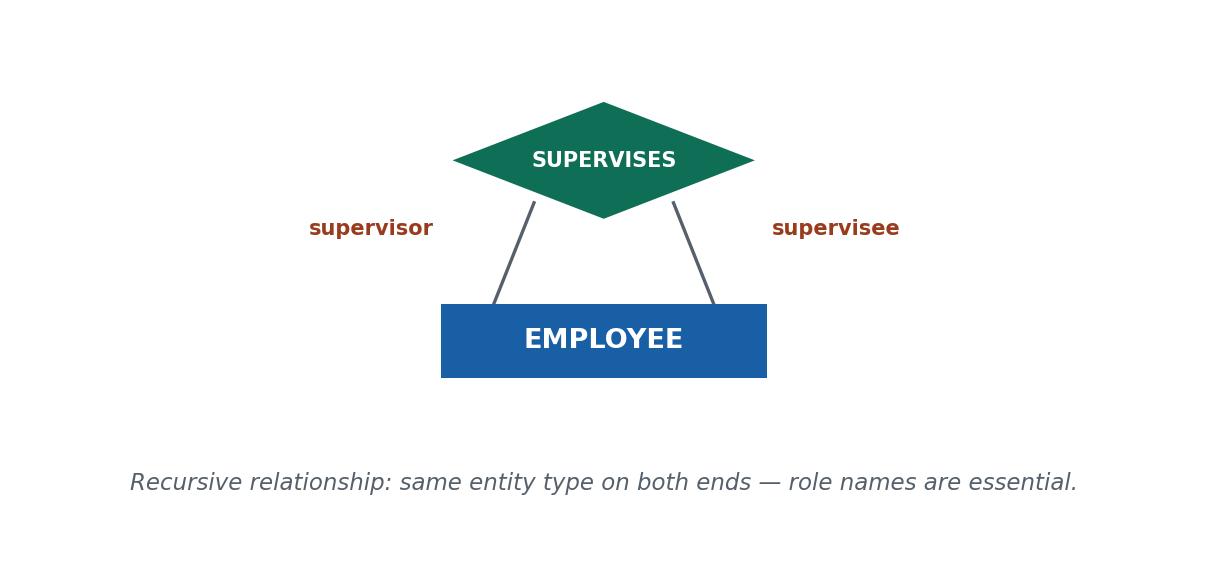 SUPERVISES
supervisor
supervisee
EMPLOYEE
Recursive relationship: same entity type on both ends — role names are essential.